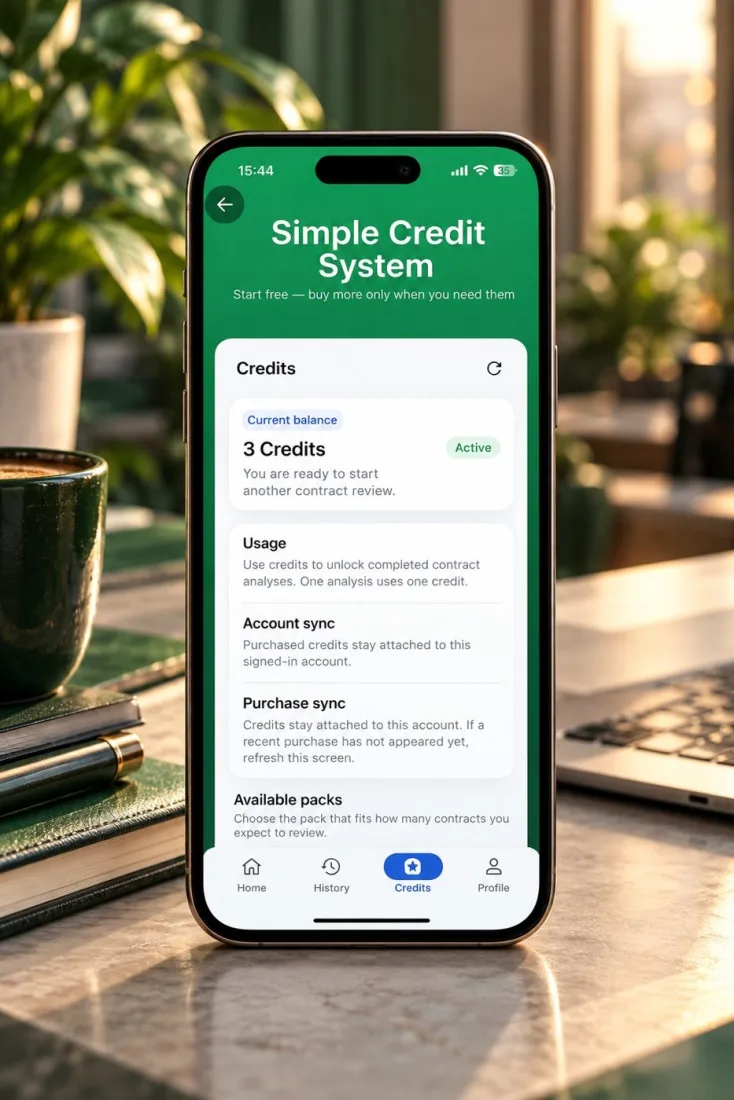 15:44
35
Simple Credit
System
Start free — buy more only when you need them
Credits
Current balance
3 Credits
Active
You are ready to start
another contract review.
Usage
Use credits to unlock completed contract
analyses. One analysis uses one credit.
Account sync
Purchased credits stay attached to this
signed-in account.
Purchase sync
Credits stay attached to this account. If a
recent purchase has not appeared yet,
refresh this screen.
Available packs
Choose the pack that fits how many contracts you
expect to review.
Home
History
Credits
Profile